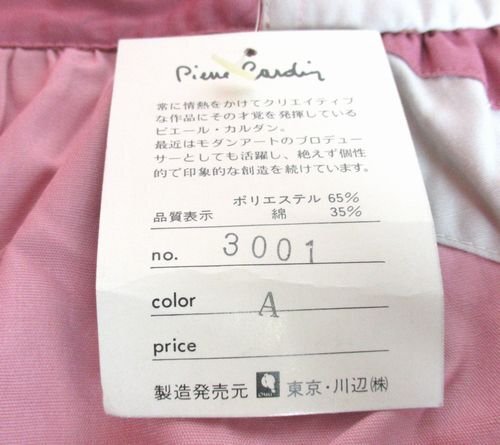 Pierre Cardin
常に情熱をかけてクリエイティブ
な作品にその才覚を発揮している
ピエール・カルダン。
最近はモダンアートのプロデュー
サーとしても活躍し、絶えず個性
的で印象的な創造を続けています。
ポリエステル 65%
品質表示 綿 35%
no. 3001
color A
price
製造発売元 東京・川辺(株)